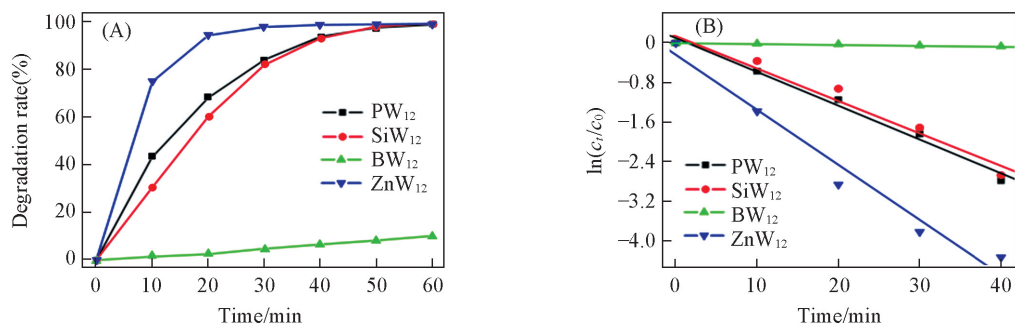 (A)
Degradation rate(%)
100
80
60
40
20
0
PW₁₂
SiW₁₂
BW₁₂
ZnW₁₂
0 10 20 30 40 50 60
Time/min
(B)
ln(cₜ/c₀)
0
−0.8
−1.6
−2.4
−3.2
−4.0
PW₁₂
SiW₁₂
BW₁₂
ZnW₁₂
0 10 20 30 40
Time/min